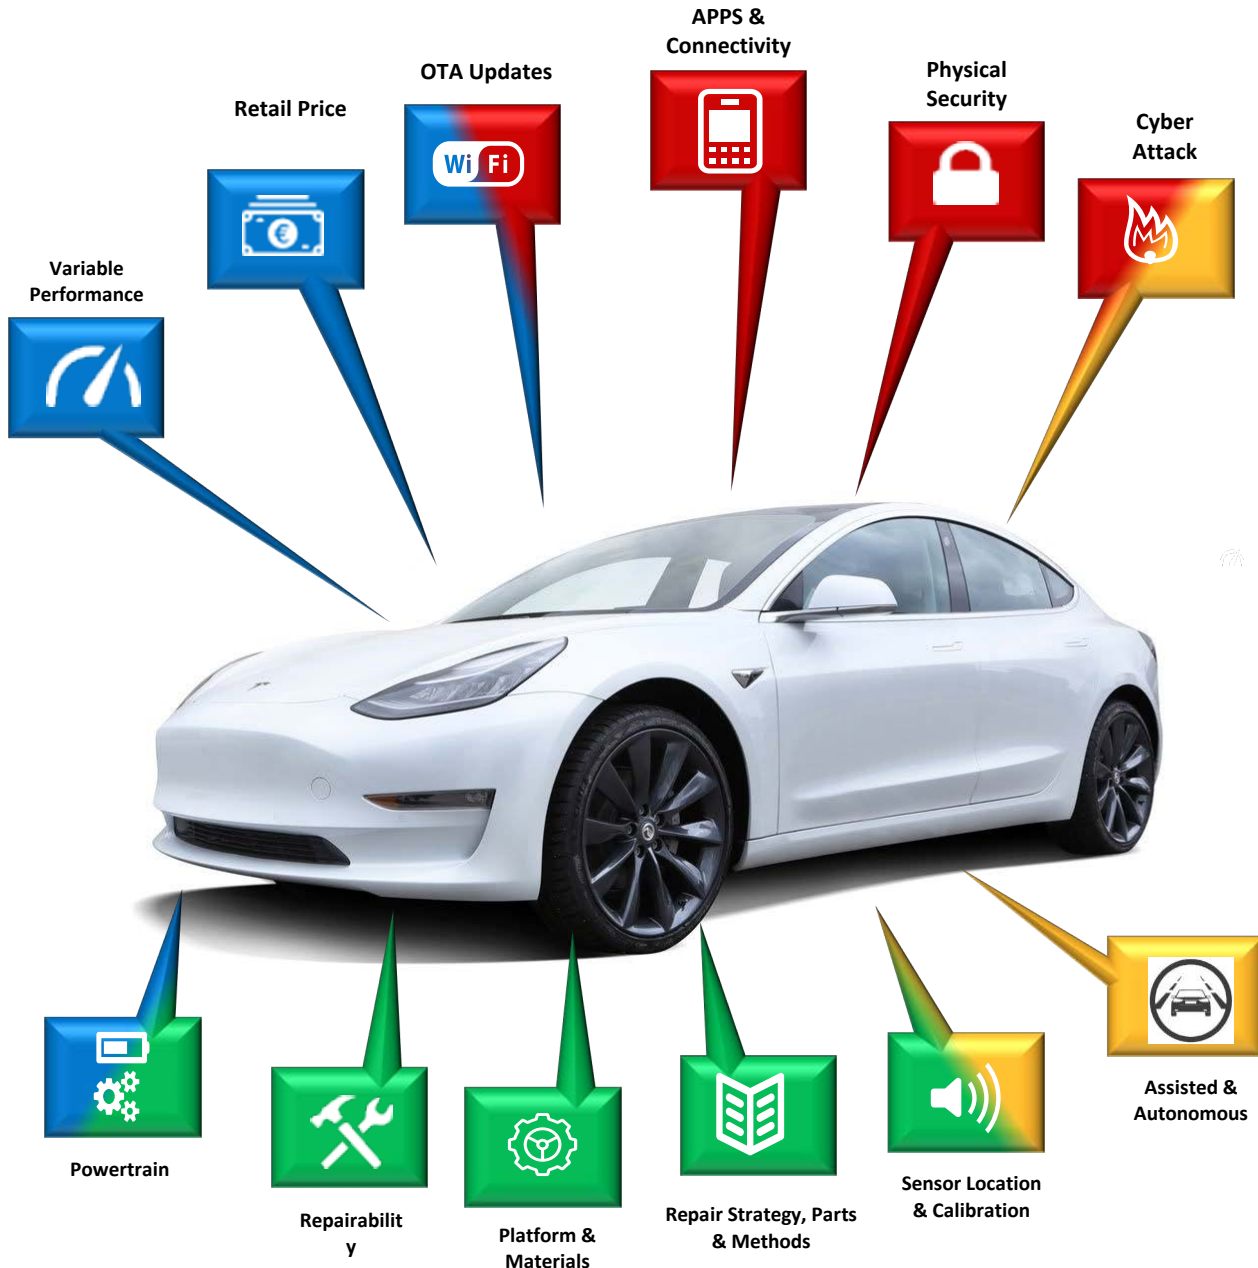 APPS &
Connectivity
OTA Updates
Physical
Security
Retail Price
Cyber
Attack
Wi Fi
Variable
Performance
€
Assisted &
Autonomous
Powertrain
Sensor Location
& Calibration
Repair Strategy, Parts
& Methods
Repairabilit
y
Platform &
Materials